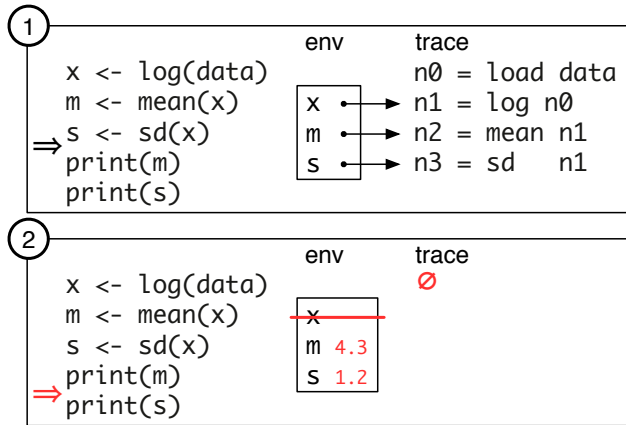 1
env trace
x <- log(data) n0 = load data
m <- mean(x) x n1 = log n0
s <- sd(x) m n2 = mean n1
print(m) s n3 = sd n1
print(s)
2
env trace
x <- log(data) ∅
m <- mean(x) x
s <- sd(x) m 4.3
print(m) s 1.2
print(s)